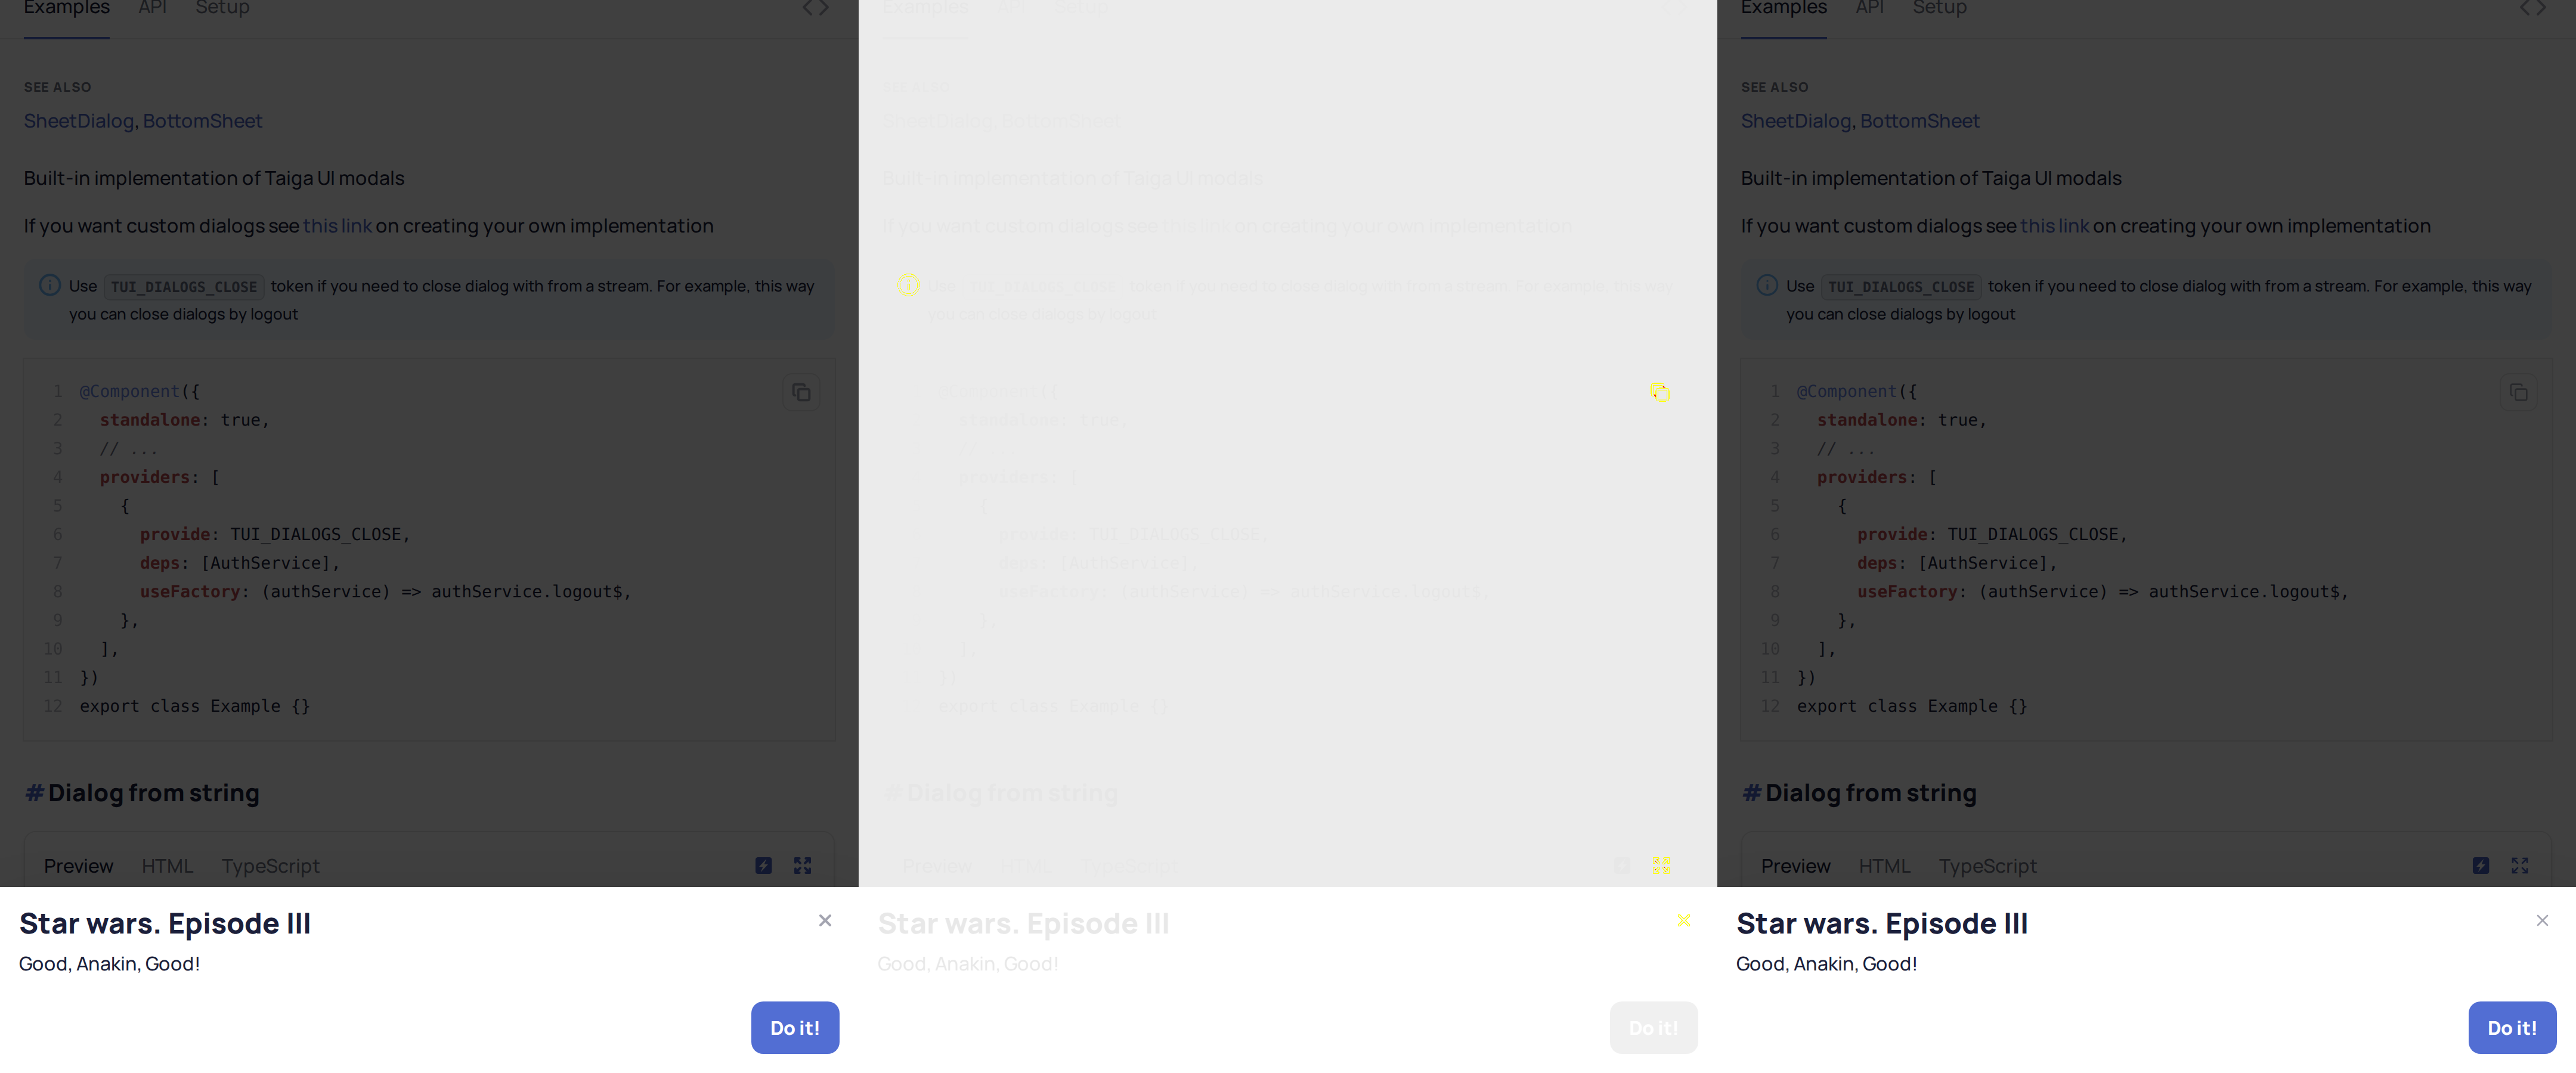 Examples API Setup
SEE ALSO
SheetDialog, BottomSheet
Built-in implementation of Taiga UI modals
If you want custom dialogs see this link on creating your own implementation
Use TUI_DIALOGS_CLOSE token if you need to close dialog with from a stream. For example, this way
you can close dialogs by logout
1 @Component({
2 standalone: true,
3 // ...
4 providers: [
5 {
6 provide: TUI_DIALOGS_CLOSE,
7 deps: [AuthService],
8 useFactory: (authService) => authService.logout$,
9 },
10 ],
11 })
12 export class Example {}
# Dialog from string
Preview HTML TypeScript
Star wars. Episode III
Good, Anakin, Good!
Do it!
Examples API Setup
SEE ALSO
SheetDialog, BottomSheet
Built-in implementation of Taiga UI modals
If you want custom dialogs see this link on creating your own implementation
Use TUI_DIALOGS_CLOSE token if you need to close dialog with from a stream. For example, this way
you can close dialogs by logout
@Component({
standalone: true,
//
providers: [
{
provide: TUI_DIALOGS_CLOSE,
deps: [AuthService],
useFactory: (authService) => authService.logout$,
},
],
})
export class Example {}
# Dialog from string
Preview HTML TypeScript
Star wars. Episode III
Good, Anakin, Good!
Do it!
Examples API Setup
SEE ALSO
SheetDialog, BottomSheet
Built-in implementation of Taiga UI modals
If you want custom dialogs see this link on creating your own implementation
Use TUI_DIALOGS_CLOSE token if you need to close dialog with from a stream. For example, this way
you can close dialogs by logout
1 @Component({
2 standalone: true,
3 // ...
4 providers: [
5 {
6 provide: TUI_DIALOGS_CLOSE,
7 deps: [AuthService],
8 useFactory: (authService) => authService.logout$,
9 },
10 ],
11 })
12 export class Example {}
# Dialog from string
Preview HTML TypeScript
Star wars. Episode III
Good, Anakin, Good!
Do it!